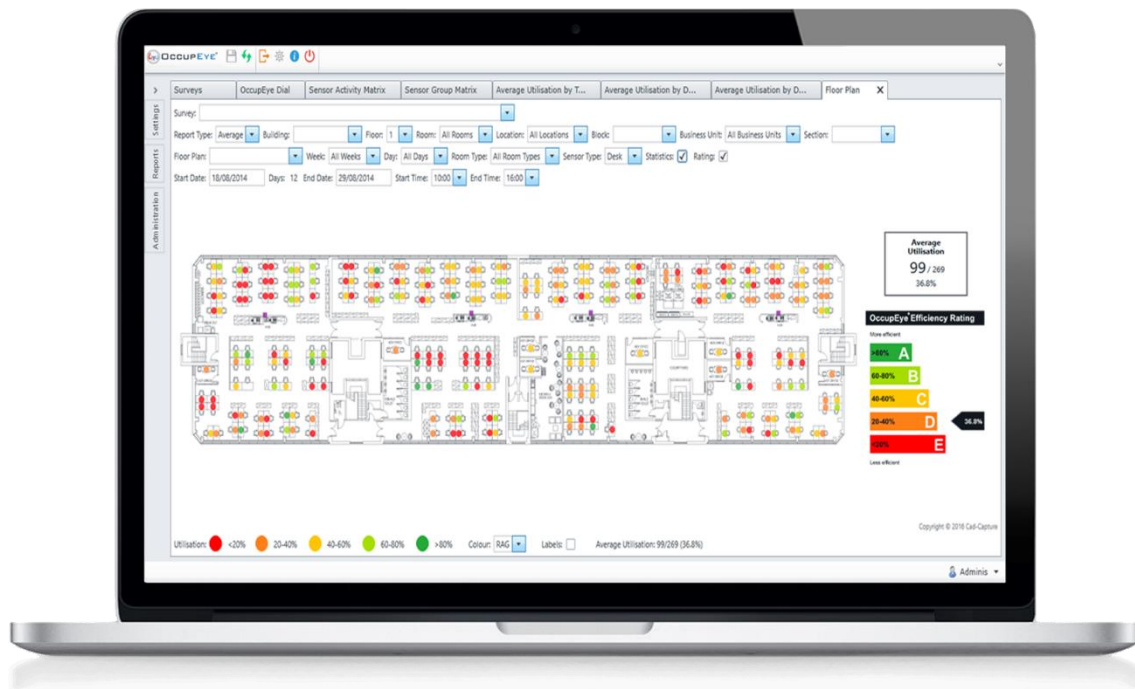 OCCUPEYE
Surveys OccupEye Dial Sensor Activity Matrix Sensor Group Matrix Average Utilisation by T... Average Utilisation by D... Average Utilisation by D... Floor Plan X
Settings
Reports
Administration
Survey:
Report Type: Average Building: Floor: 1 Room: All Rooms Location: All Locations Block: Business Unit: All Business Units Section:
Floor Plan: Week: All Weeks Day: All Days Room Type: All Room Types Sensor Type: Desk Statistics: Rating:
Start Date: 18/08/2014 Days: 12 End Date: 29/08/2014 Start Time: 10:00 End Time: 16:00
Average
Utilisation
99 / 269
36.8%
OccupEye Efficiency Rating
More efficient
>80% A
60-80% B
40-60% C
20-40% D 36.8%
<20% E
Less efficient
Copyright © 2016 Cad-Capture
Utilisation: <20% 20-40% 40-60% 60-80% >80% Colour: RAG Labels: Average Utilisation: 99/269 (36.8%)
Adminis